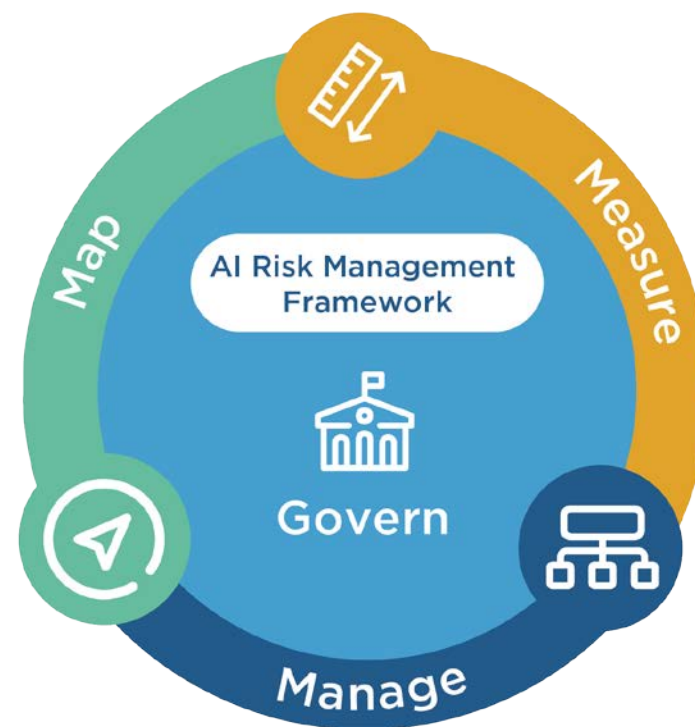 Map
Measure
AI Risk Management
Framework
Govern
Manage